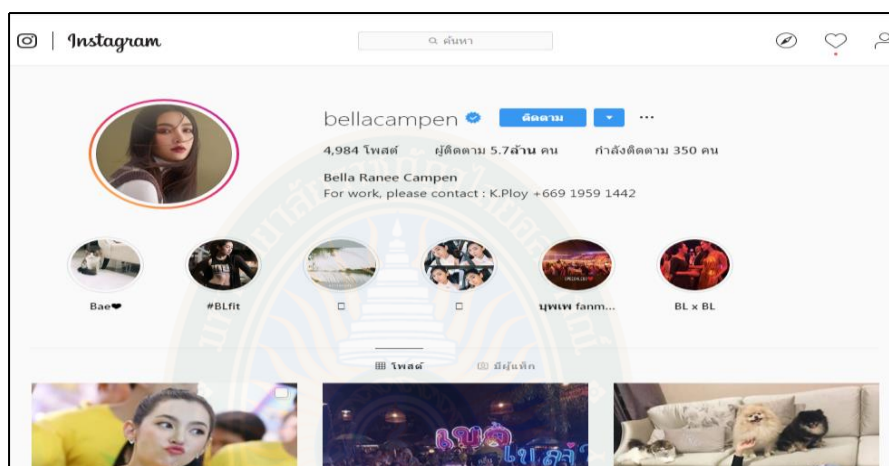 Instagram
ค้นหา
bellacampen
ติดตาม
4,984 โพสต์ ผู้ติดตาม 5.7ล้าน คน กำลังติดตาม 350 คน
Bella Ranee Campen
For work, please contact : K.Ploy +669 1959 1442
Bae❤ #BLfit □ □ บุพเพ fanm... BL x BL
โพสต์ มีผู้แท็ก